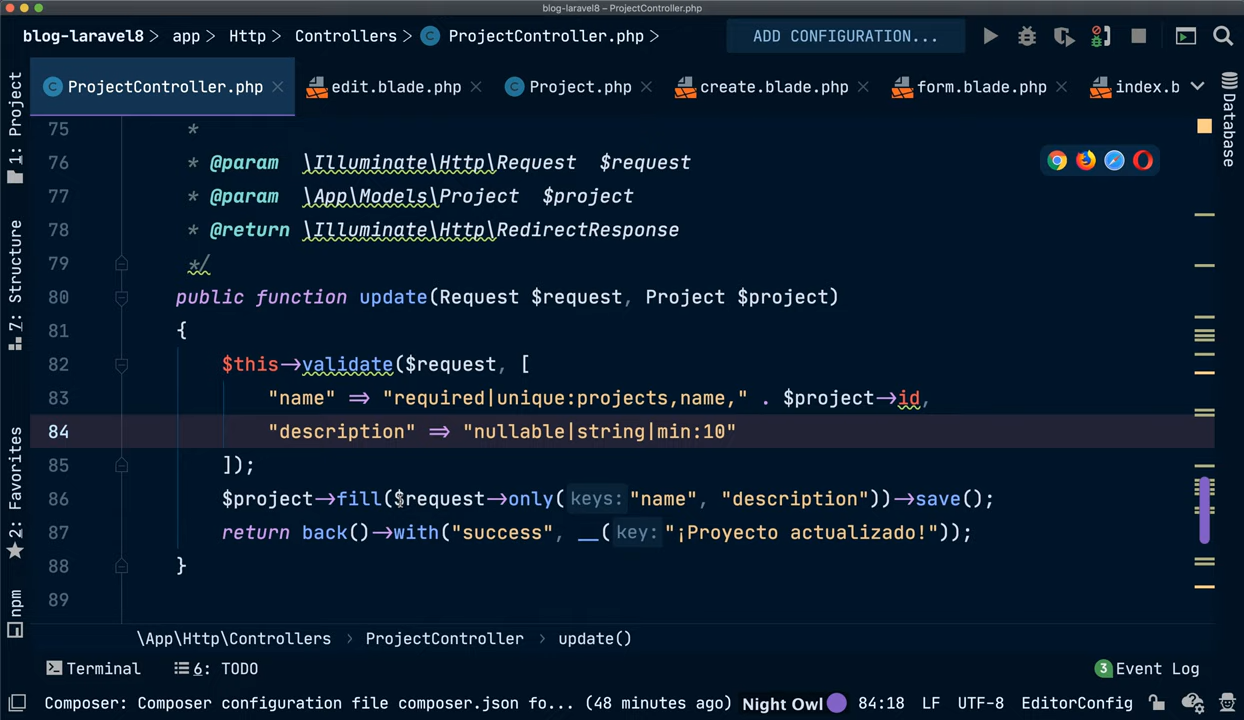 blog-laravel8 – ProjectController.php
blog-laravel8 > app > Http > Controllers > ProjectController.php > ADD CONFIGURATION...
ProjectController.php edit.blade.php Project.php create.blade.php form.blade.php index.b
1: Project
7: Structure
2: Favorites
npm
Database
75 *
76 * @param \Illuminate\Http\Request $request
77 * @param \App\Models\Project $project
78 * @return \Illuminate\Http\RedirectResponse
79 */
80 public function update(Request $request, Project $project)
81 {
82 $this->validate($request, [
83 "name" => "required|unique:projects,name," . $project->id,
84 "description" => "nullable|string|min:10"
85 ]);
86 $project->fill($request->only( keys: "name", "description"))->save();
87 return back()->with("success", __( key: "¡Proyecto actualizado!"));
88 }
89
\App\Http\Controllers > ProjectController > update()
Terminal 6: TODO 3 Event Log
Composer: Composer configuration file composer.json fo... (48 minutes ago) Night Owl 84:18 LF UTF-8 EditorConfig